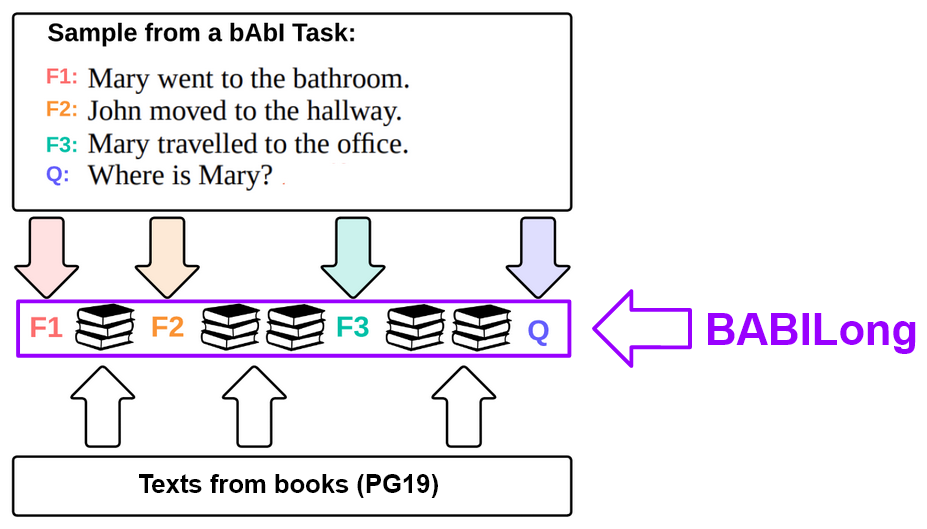 Sample from a bAbI Task:
F1: Mary went to the bathroom.
F2: John moved to the hallway.
F3: Mary travelled to the office.
Q: Where is Mary?
F1 F2 F3 Q
BABILong
Texts from books (PG19)